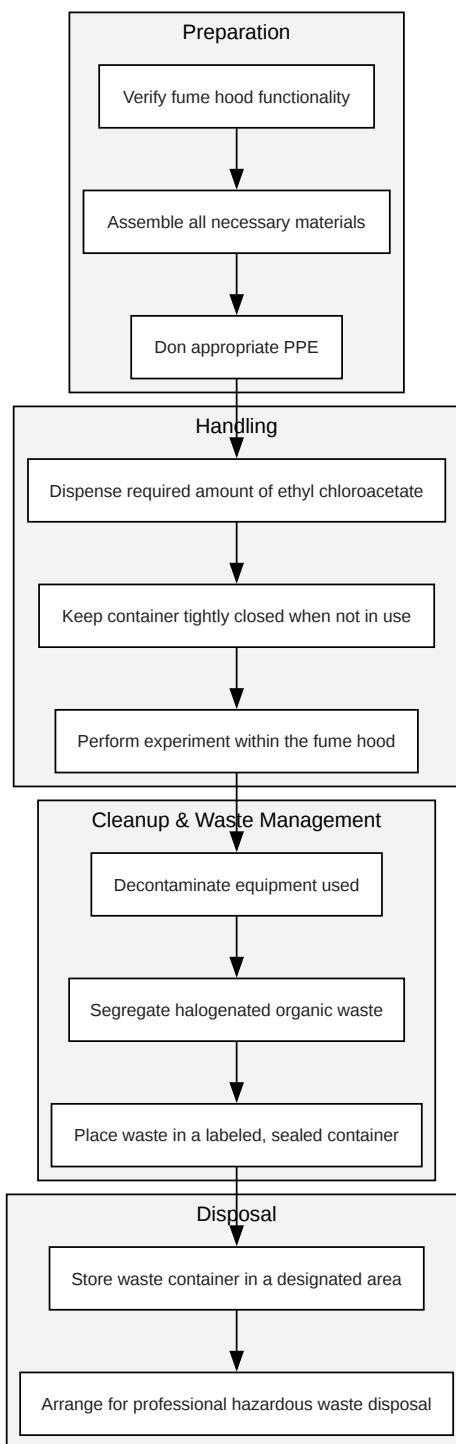 Preparation
Verify fume hood functionality
Assemble all necessary materials
Don appropriate PPE
Handling
Dispense required amount of ethyl chloroacetate
Keep container tightly closed when not in use
Perform experiment within the fume hood
Cleanup & Waste Management
Decontaminate equipment used
Segregate halogenated organic waste
Place waste in a labeled, sealed container
Disposal
Store waste container in a designated area
Arrange for professional hazardous waste disposal